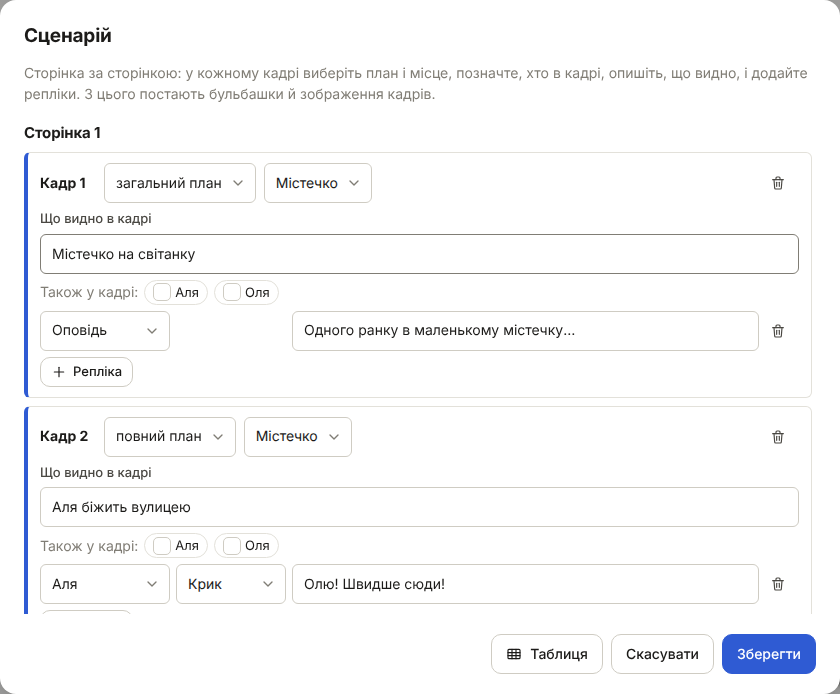 Сценарій
Сторінка за сторінкою: у кожному кадрі виберіть план і місце, позначте, хто в кадрі, опишіть, що видно, і додайте
репліки. З цього постають бульбашки й зображення кадрів.
Сторінка 1
Кадр 1 загальний план Містечко
Що видно в кадрі
Містечко на світанку
Також у кадрі: Аля Оля
Оповідь Одного ранку в маленькому містечку...
+ Репліка
Кадр 2 повний план Містечко
Що видно в кадрі
Аля біжить вулицею
Також у кадрі: Аля Оля
Аля Крик Олю! Швидше сюди!
Таблиця Скасувати Зберегти